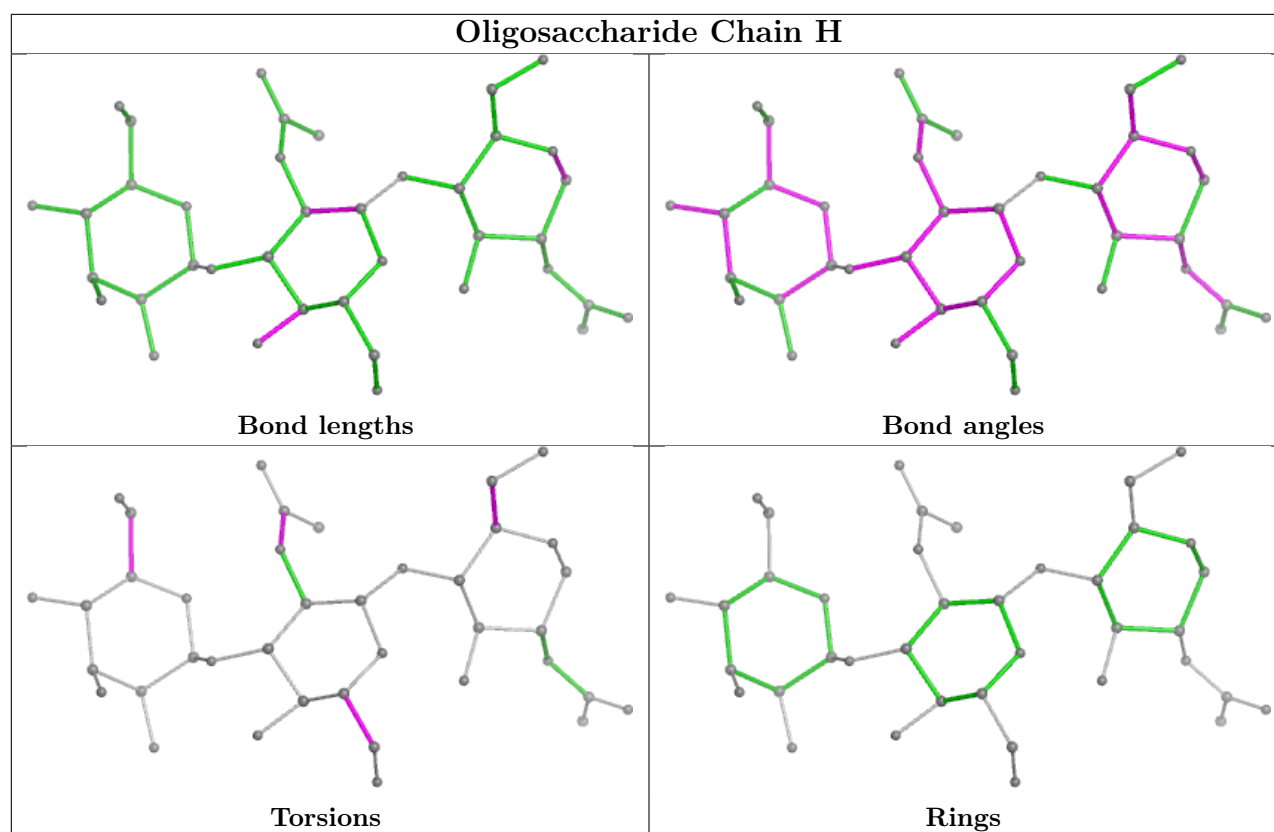 Oligosaccharide Chain H
Bond lengths
Bond angles
Torsions
Rings